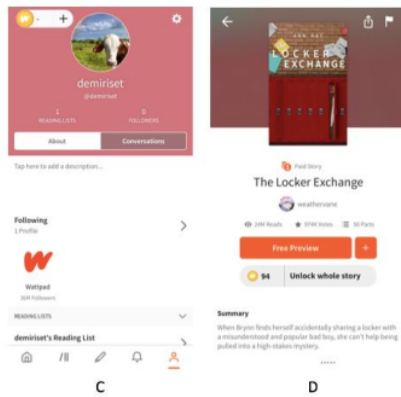 demiriset
@demiriset
1
READING LISTS
0
FOLLOWERS
About
Conversations
Tap here to add a description...
Following
1 Profile
Wattpad
READING LISTS
demiriset's Reading List
C
ANN RAE
LOCKER
EXCHANGE
Paid Story
The Locker Exchange
weathervane
Reads
Votes
Parts
Free Preview
+
94
Unlock whole story
Summary
When Brynn finds herself accidentally sharing a locker with
a misunderstood and popular bad boy, she can't help being
pulled into a high-stakes mystery.
D